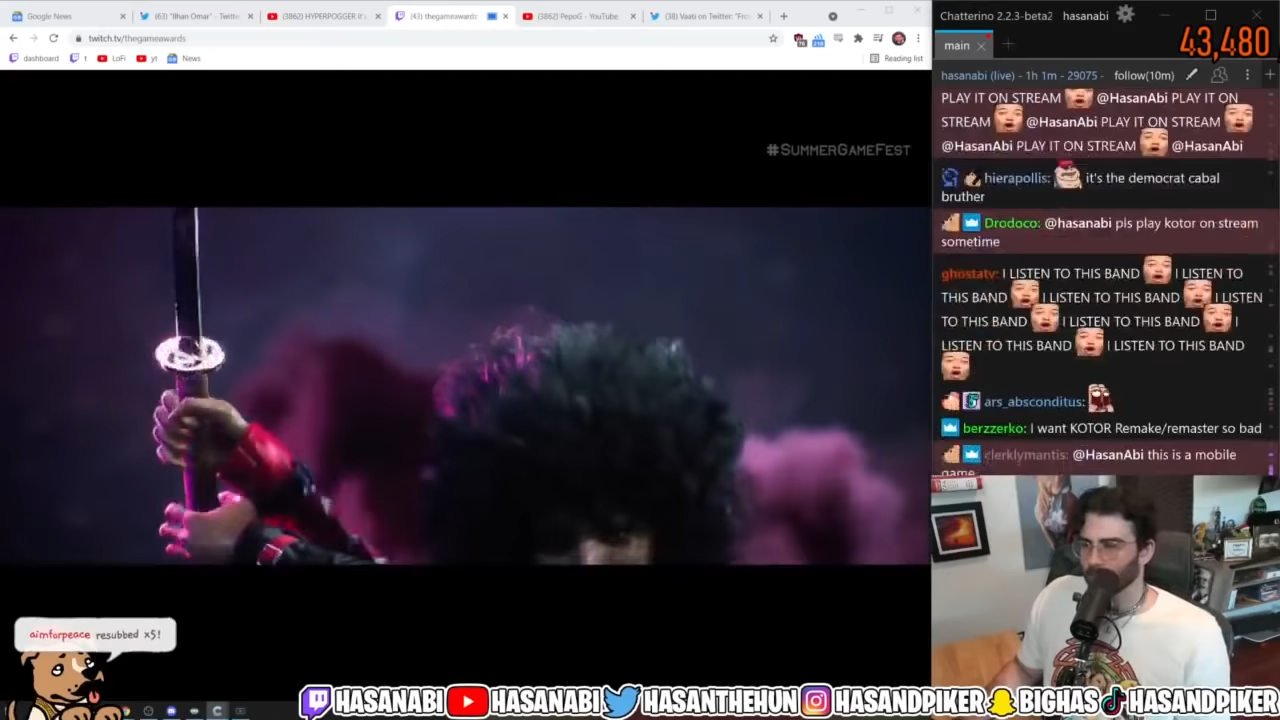 Google News
(63) "Ilhan Omar" - Twitte
(3862) HYPERPOGGER it's
(43) thegameawards
(3862) PepoG - YouTube
(38) Vaati on Twitter: "Fro
twitch.tv/thegameawards
dashboard
t
LoFi
yt
News
Reading list
#SUMMERGAMEFEST
aimforpeace resubbed x5!
Chatterino 2.2.3-beta2
hasanabi
main
43,480
hasanabi (live) - 1h 1m - 29075 -
follow(10m)
PLAY IT ON STREAM @HasanAbi PLAY IT ON
STREAM @HasanAbi PLAY IT ON STREAM
@HasanAbi PLAY IT ON STREAM @HasanAbi
hierapollis: it's the democrat cabal
bruther
Drodoco: @hasanabi pls play kotor on stream
sometime
ghostatv: I LISTEN TO THIS BAND I LISTEN TO
THIS BAND I LISTEN TO THIS BAND I LISTEN
TO THIS BAND I LISTEN TO THIS BAND I
LISTEN TO THIS BAND I LISTEN TO THIS BAND
ars_absconditus:
berzzerko: I want KOTOR Remake/remaster so bad
clerklymantis: @HasanAbi this is a mobile
game
HASANABI HASANABI HASANTHEHUN HASANDPIKER BIGHAS HASANDPIKER